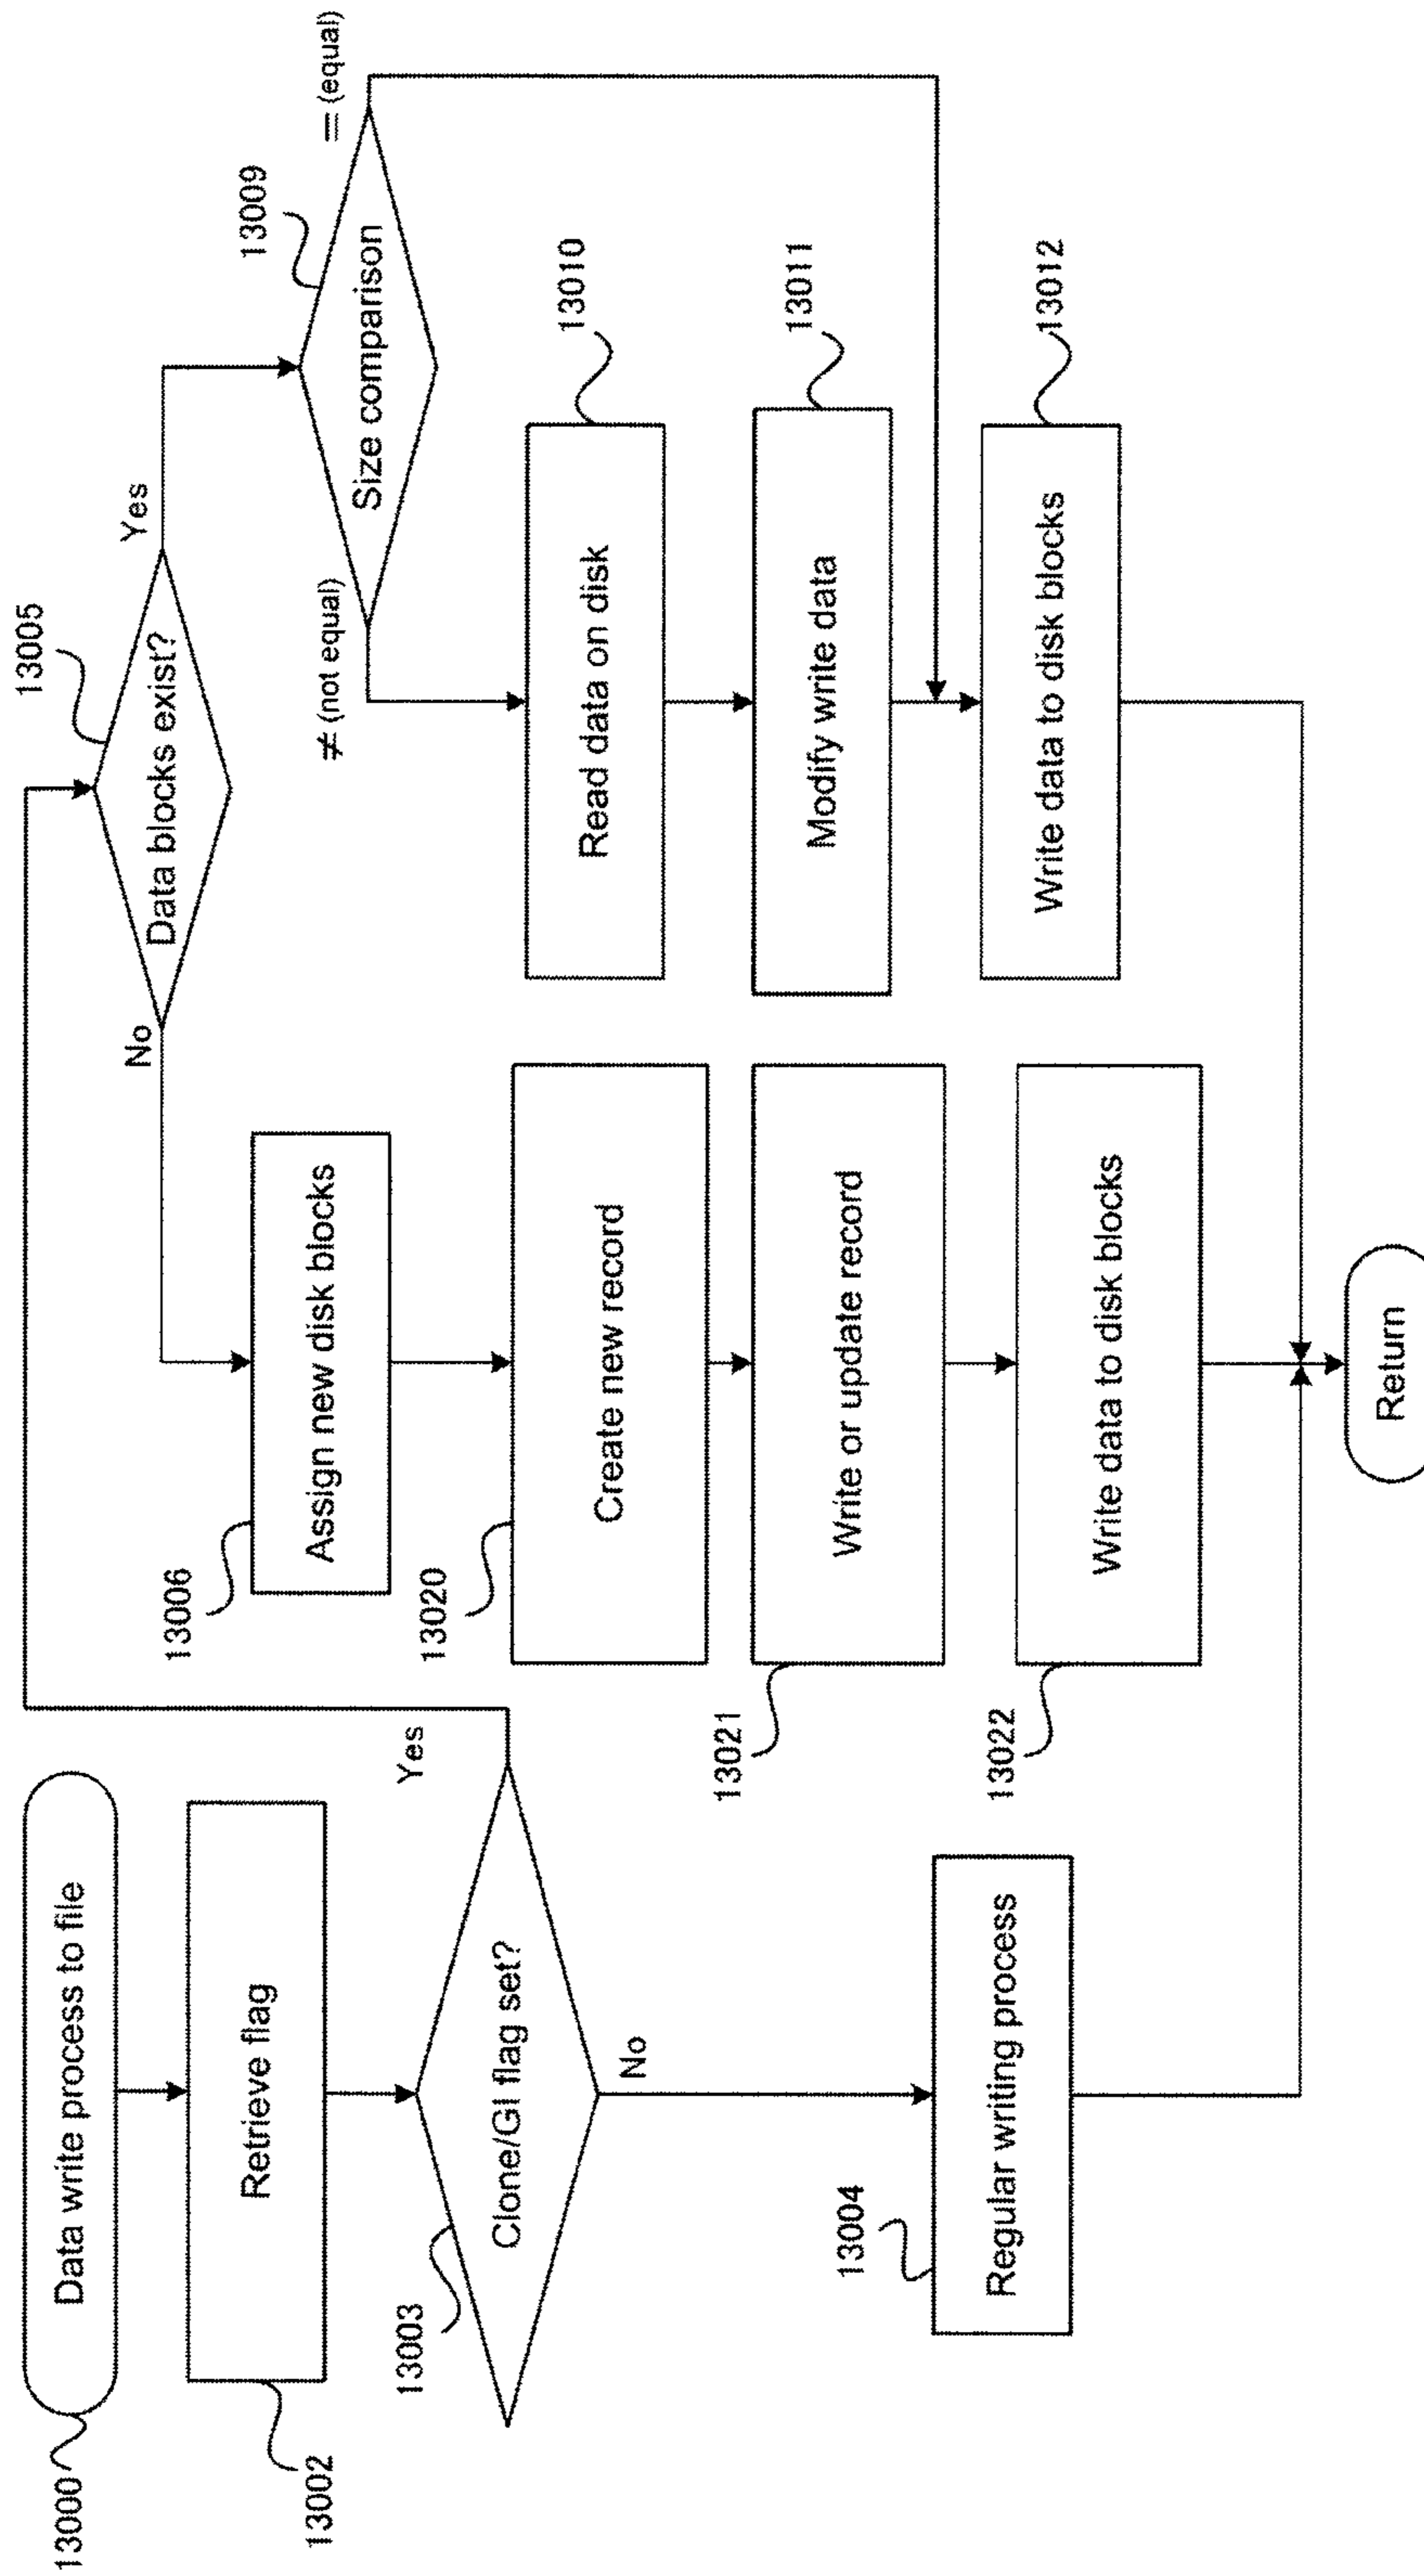 13000
Data write process to file
13002
Retrieve flag
13003
Clone/GI flag set?
Yes
No
13004
Regular writing process
13005
Data blocks exist?
No
Yes
13006
Assign new disk blocks
13020
Create new record
13021
Write or update record
13022
Write data to disk blocks
13009
Size comparison
≠ (not equal)
= (equal)
13010
Read data on disk
13011
Modify write data
13012
Write data to disk blocks
Return